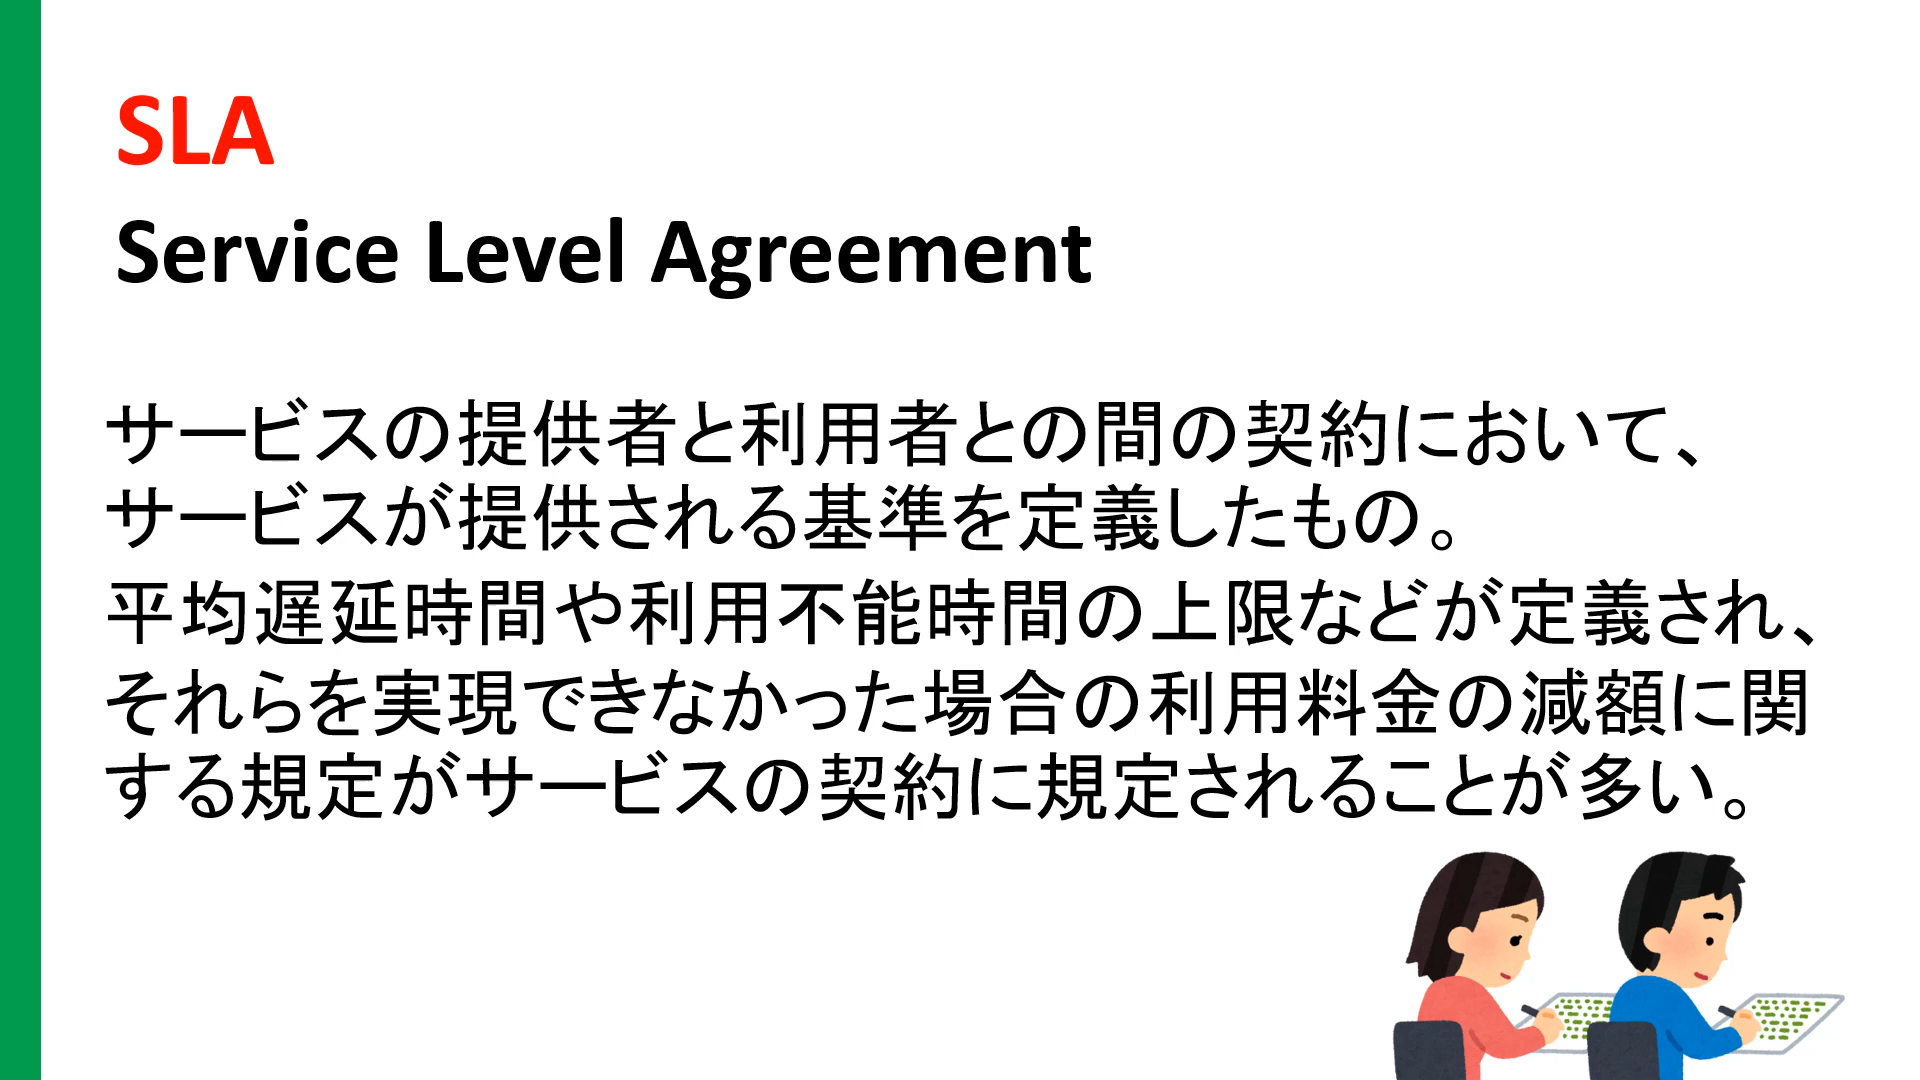 SLA
Service Level Agreement
サービスの提供者と利用者との間の契約において、
サービスが提供される基準を定義したもの。
平均遅延時間や利用不能時間の上限などが定義され、
それらを実現できなかった場合の利用料金の減額に関
する規定がサービスの契約に規定されることが多い。